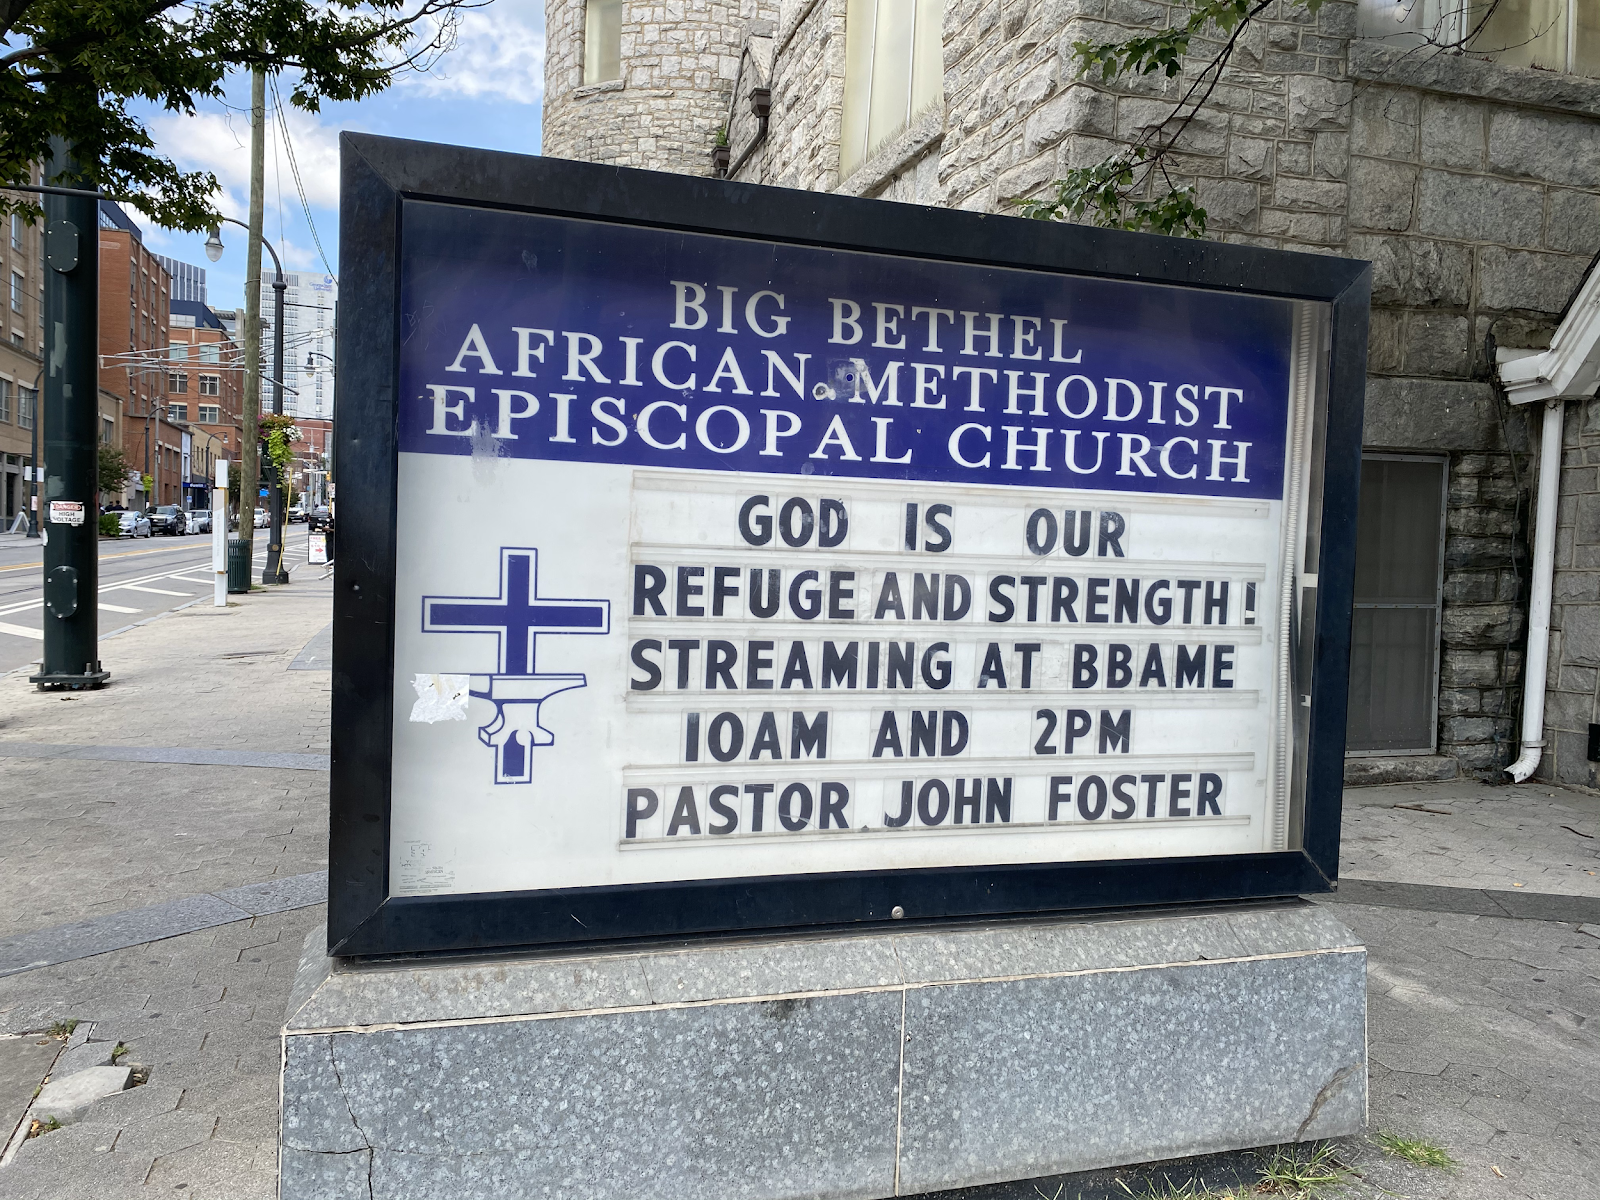 BIG BETHEL
AFRICAN METHODIST
EPISCOPAL CHURCH
GOD IS OUR
REFUGE AND STRENGTH!
STREAMING AT BBAME
10AM AND 2PM
PASTOR JOHN FOSTER
DANGER
HIGH
VOLTAGE